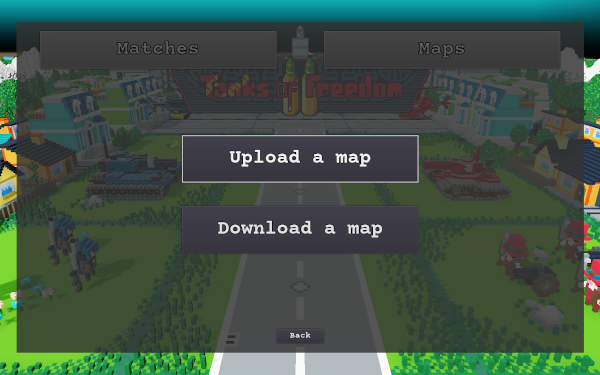 Matches
Maps
Tanks of Freedom
Upload a map
Download a map
Back